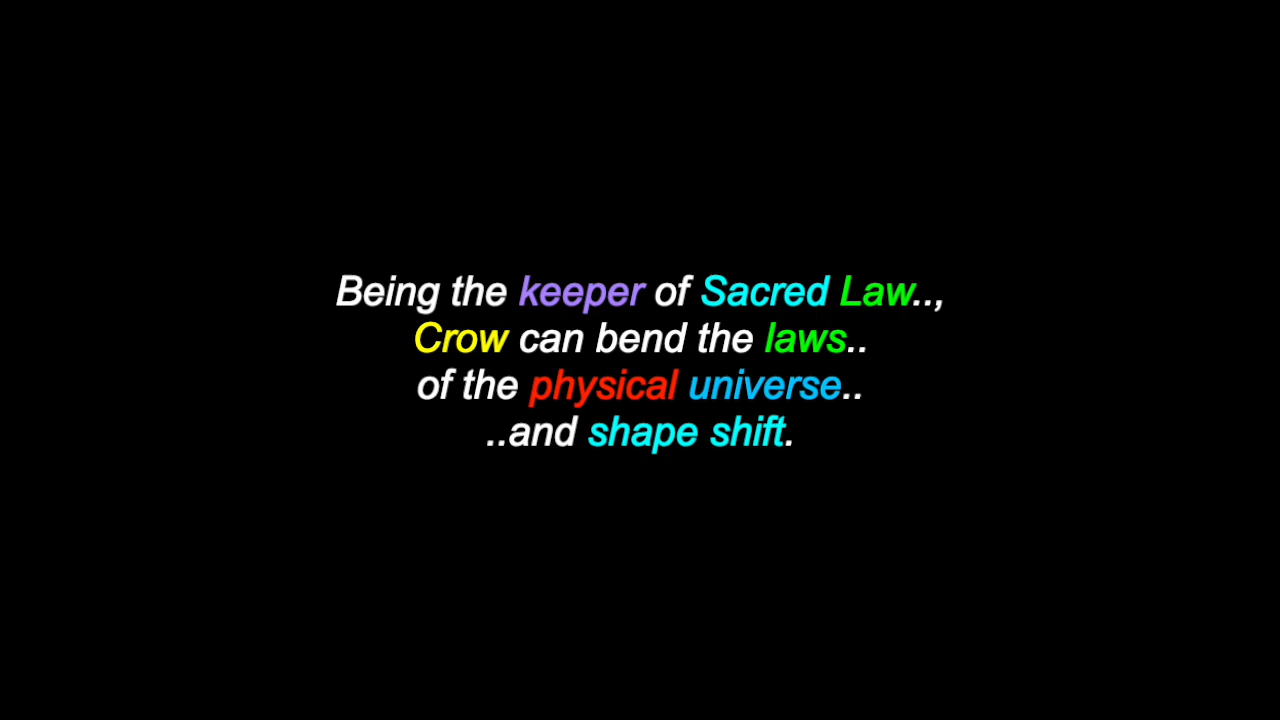 Being the keeper of Sacred Law..,
Crow can bend the laws..
of the physical universe..
..and shape shift.